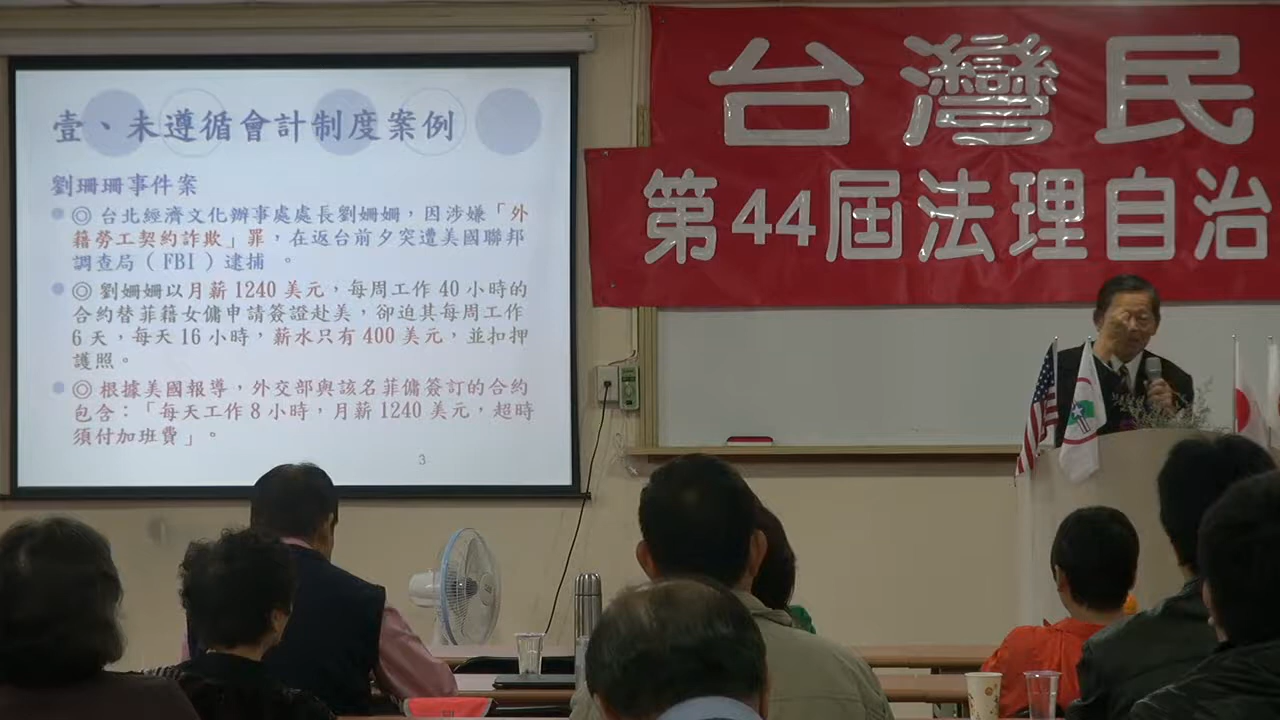 壹、未遵循會計制度案例
劉珊珊事件案
◎ 台北經濟文化辦事處處長劉姍姍，因涉嫌「外
籍勞工契約詐欺」罪，在返台前夕突遭美國聯邦
調查局（FBI）逮捕 。
◎ 劉姍姍以月薪 1240 美元，每周工作 40 小時的
合約替菲籍女傭申請簽證赴美，卻迫其每周工作
6 天，每天 16 小時，薪水只有 400 美元，並扣押
護照。
◎ 根據美國報導，外交部與該名菲傭簽訂的合約
包含：「每天工作 8 小時，月薪 1240 美元，超時
須付加班費」。
3
台灣民
第44屆法理自治